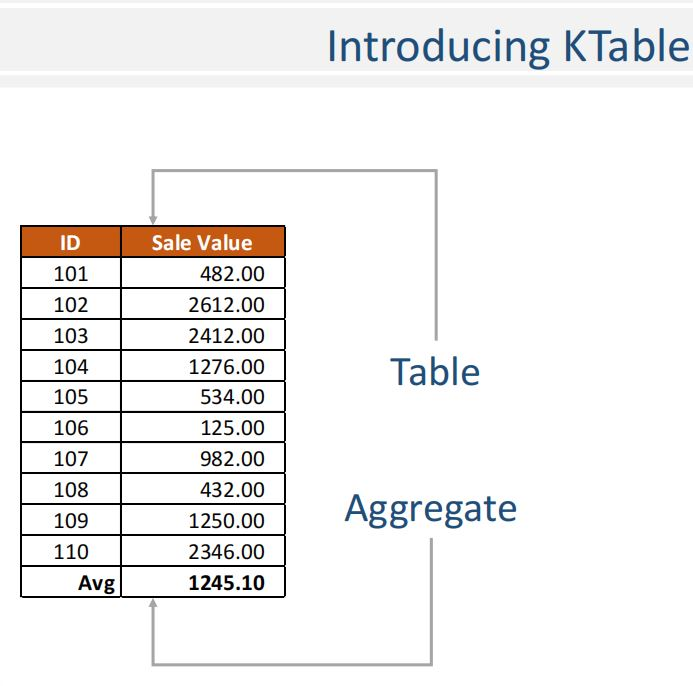 Introducing KTable
ID Sale Value
101 482.00
102 2612.00
103 2412.00
104 1276.00
105 534.00
106 125.00
107 982.00
108 432.00
109 1250.00
110 2346.00
Avg 1245.10
Table
Aggregate